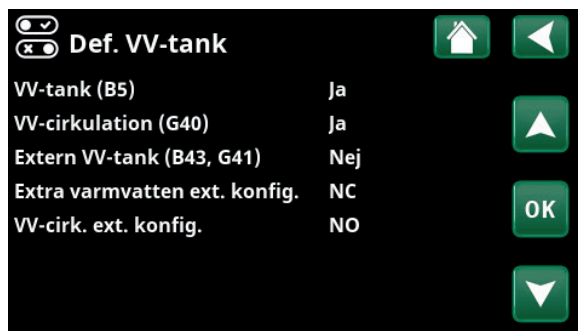 Def. VV-tank
VV-tank (B5) Ja
VV-cirkulation (G40) Ja
Extern VV-tank (B43, G41) Nej
Extra varmvatten ext. konfig. NC
VV-cirk. ext. konfig. NO
OK